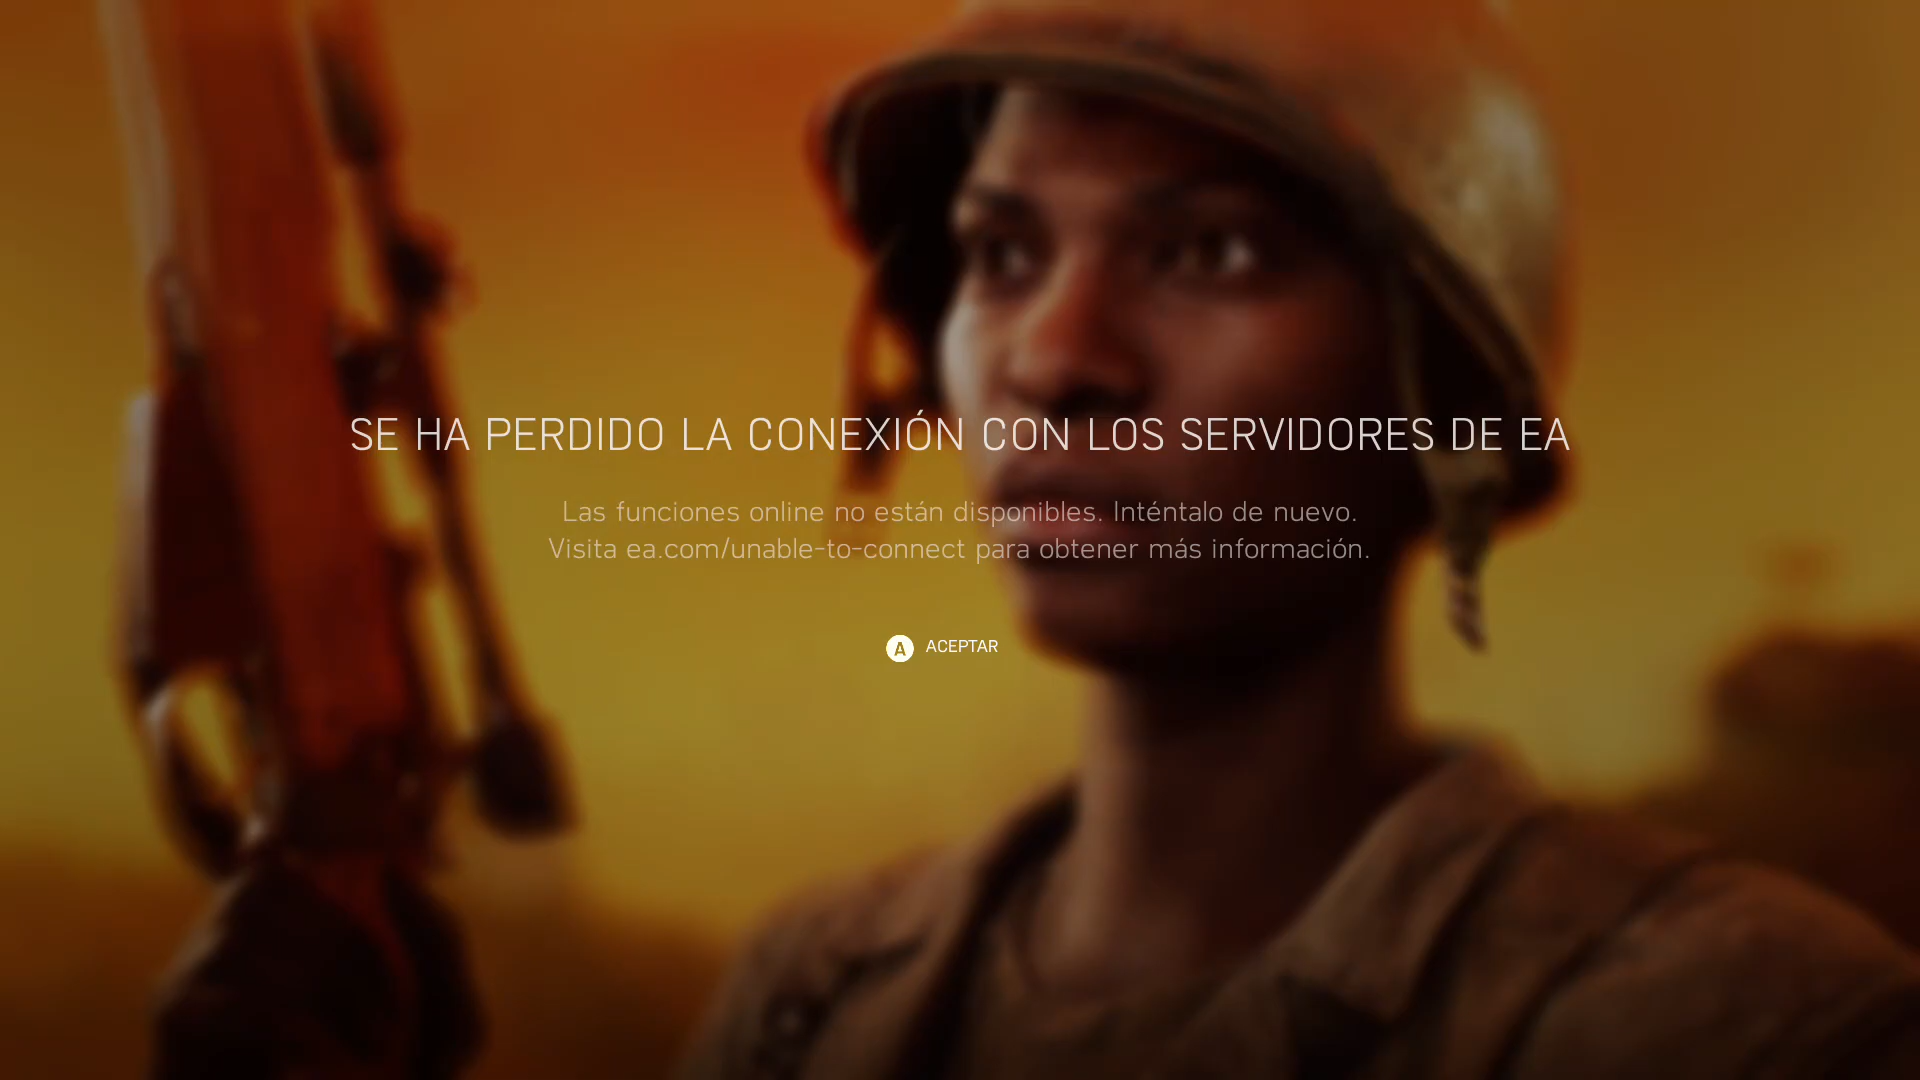 SE HA PERDIDO LA CONEXIÓN CON LOS SERVIDORES DE EA
Las funciones online no están disponibles. Inténtalo de nuevo.
Visita ea.com/unable-to-connect para obtener más información.
A ACEPTAR